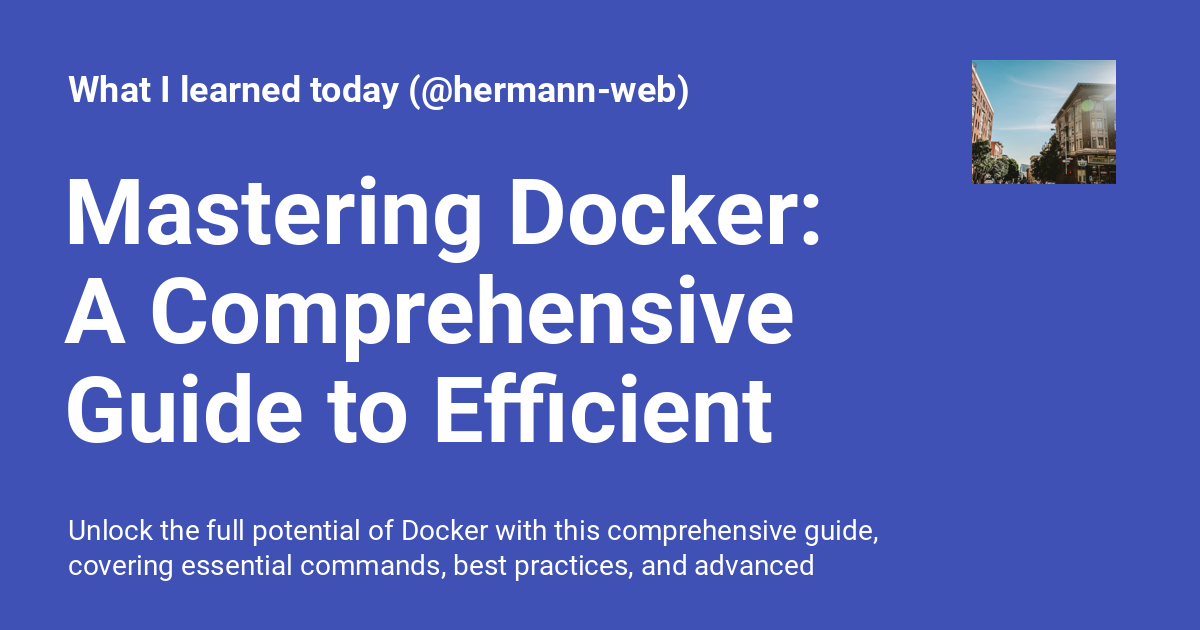 What I learned today (@hermann-web)
Mastering Docker:
A Comprehensive
Guide to Efficient
Unlock the full potential of Docker with this comprehensive guide,
covering essential commands, best practices, and advanced